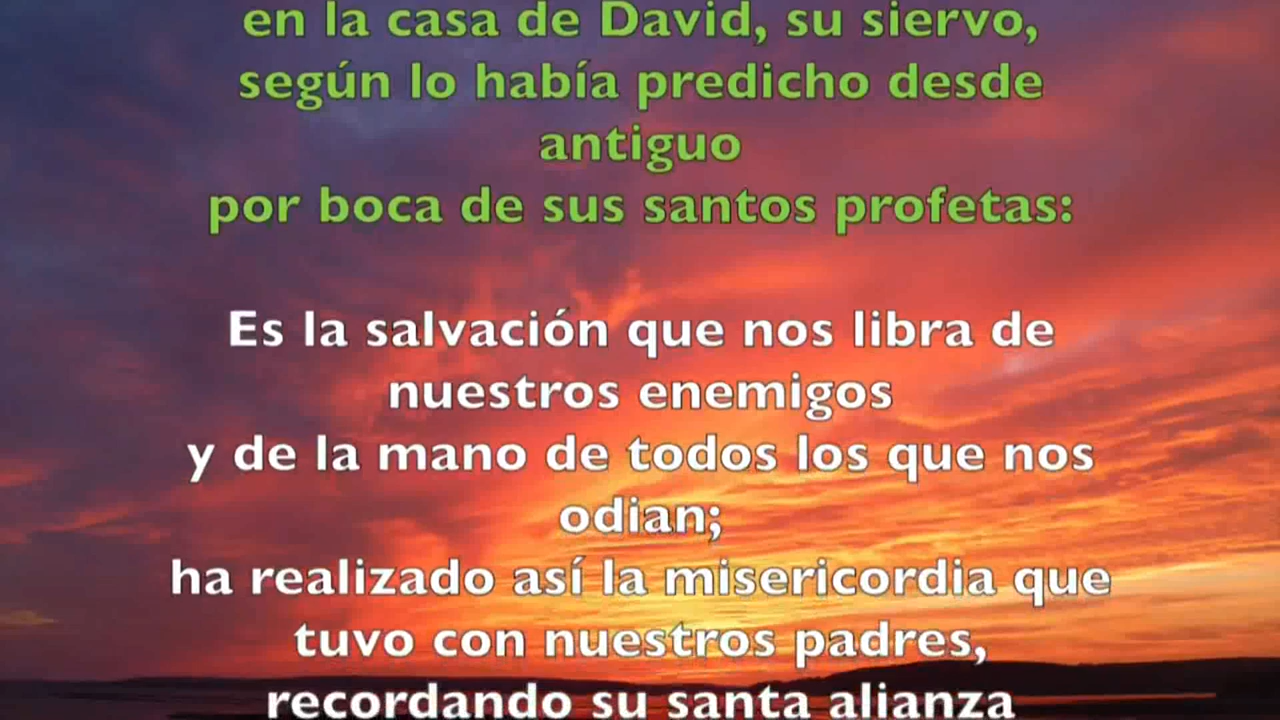 en la casa de David, su siervo,
según lo había predicho desde
antiguo
por boca de sus santos profetas:
Es la salvación que nos libra de
nuestros enemigos
y de la mano de todos los que nos
odian;
ha realizado así la misericordia que
tuvo con nuestros padres,
recordando su santa alianza